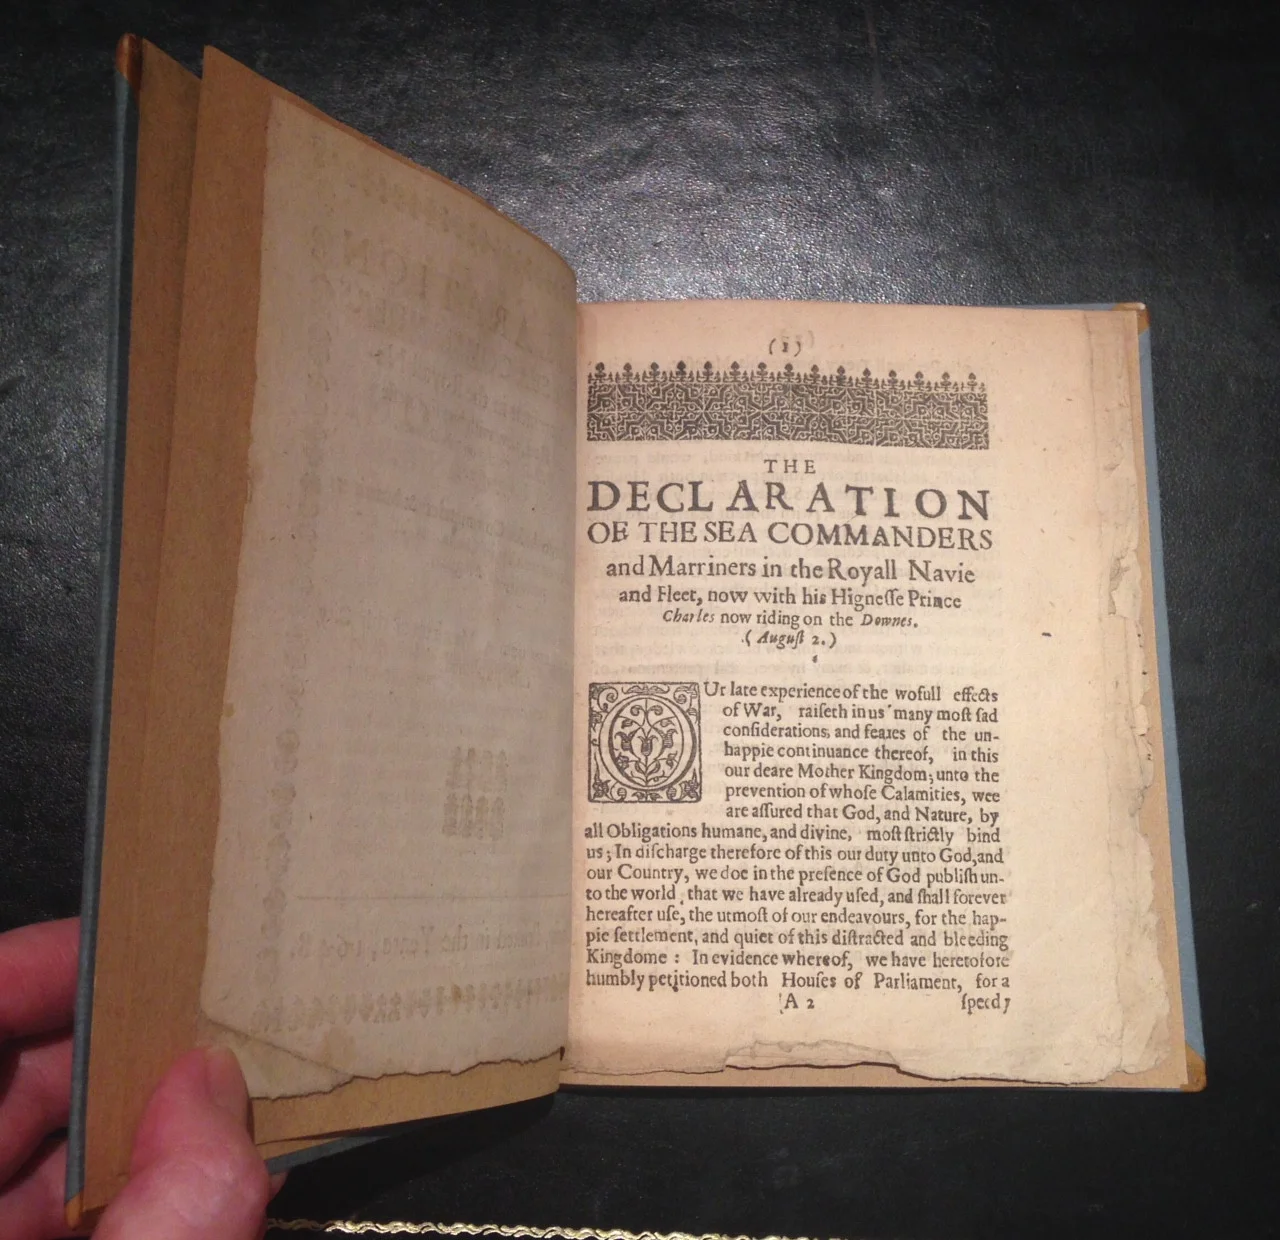 (1)
THE
DECLARATION
OF THE SEA COMMANDERS
and Marriners in the Royall Navie
and Fleet, now with his Hignesſe Prince
Charles now riding on the Downes.
(Auguſt 2.)
OUr late experience of the wofull effects
of War, raiſeth in us many moſt ſad
conſiderations, and feares of the un-
happie continuance thereof, in this
our deare Mother Kingdom; unto the
prevention of whoſe Calamities, wee
are aſſured that God, and Nature, by
all Obligations humane, and divine, moſt ſtrictly bind
us; In diſcharge therefore of this our duty unto God, and
our Country, we doe in the preſence of God publiſh un-
to the world, that we have already uſed, and ſhall forever
hereafter uſe, the utmoſt of our endeavours, for the hap-
pie ſettlement, and quiet of this diſtracted and bleeding
Kingdome: In evidence whereof, we have heretofore
humbly petitioned both Houſes of Parliament, for a
A 2 ſpeedy